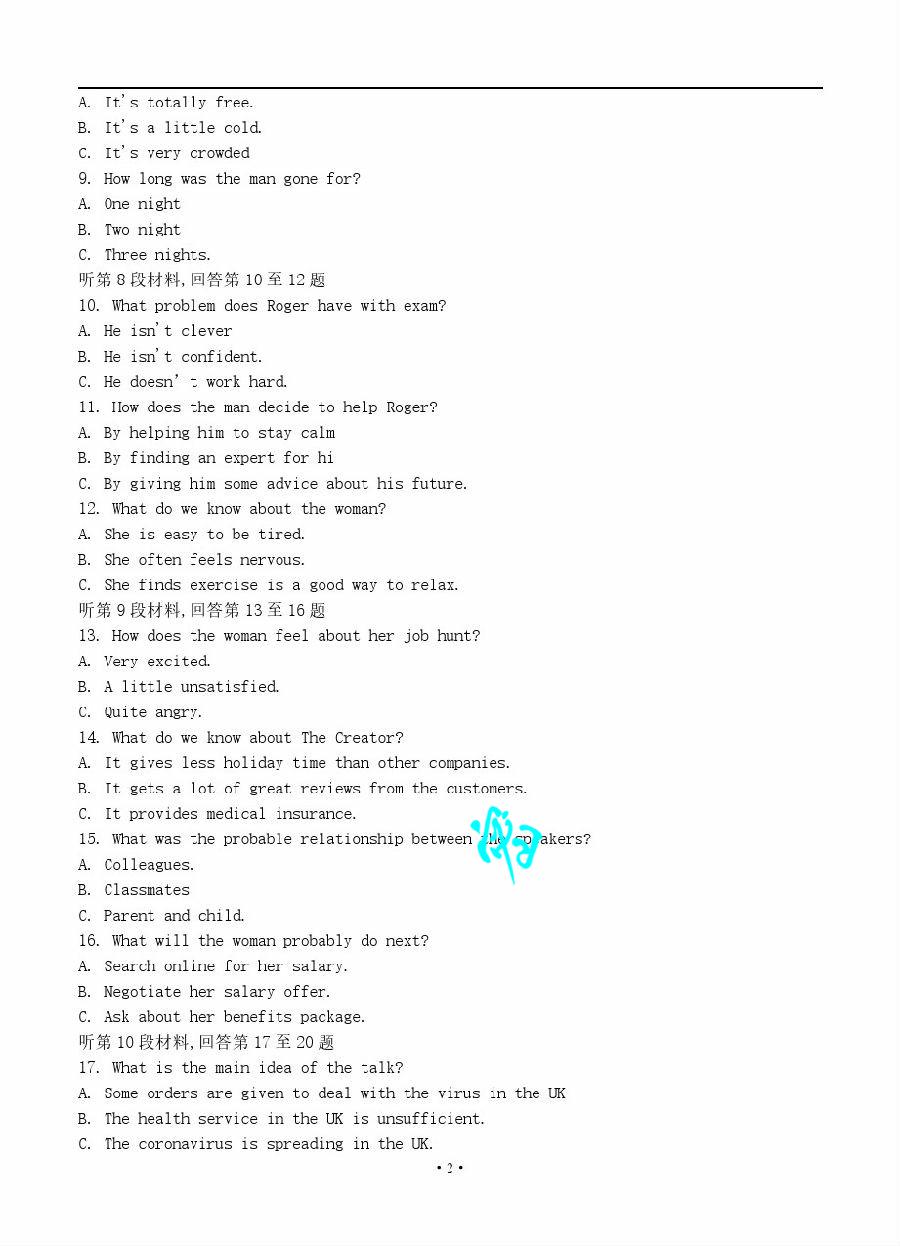 A. It's totally free.
B. It's a little cold.
C. It's very crowded
9. How long was the man gone for?
A. One night
B. Two night
C. Three nights.
听第 8 段材料,回答第 10 至 12 题
10. What problem does Roger have with exam?
A. He isn't clever
B. He isn't confident.
C. He doesn’t work hard.
11. How does the man decide to help Roger?
A. By helping him to stay calm
B. By finding an expert for hi
C. By giving him some advice about his future.
12. What do we know about the woman?
A. She is easy to be tired.
B. She often feels nervous.
C. She finds exercise is a good way to relax.
听第 9 段材料,回答第 13 至 16 题
13. How does the woman feel about her job hunt?
A. Very excited.
B. A little unsatisfied.
C. Quite angry.
14. What do we know about The Creator?
A. It gives less holiday time than other companies.
B. It gets a lot of great reviews from the customers.
C. It provides medical insurance.
15. What was the probable relationship between the speakers?
A. Colleagues.
B. Classmates
C. Parent and child.
16. What will the woman probably do next?
A. Search online for her salary.
B. Negotiate her salary offer.
C. Ask about her benefits package.
听第 10 段材料,回答第 17 至 20 题
17. What is the main idea of the talk?
A. Some orders are given to deal with the virus in the UK
B. The health service in the UK is unsufficient.
C. The coronavirus is spreading in the UK.
• 2 •